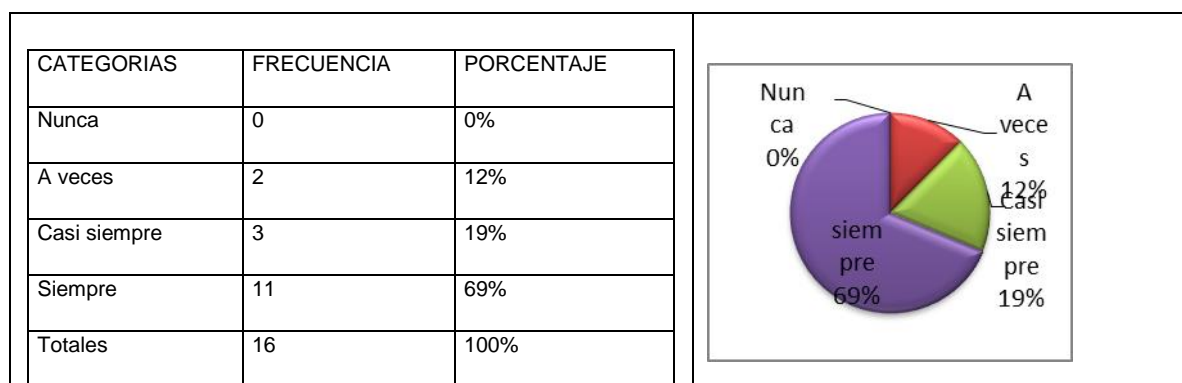 CATEGORIAS FRECUENCIA PORCENTAJE
Nunca 0 0%
A veces 2 12%
Casi siempre 3 19%
Siempre 11 69%
Totales 16 100%
Nun
ca
0%
A
vece
s
12%
Casi
siem
pre
19%
siem
pre
69%